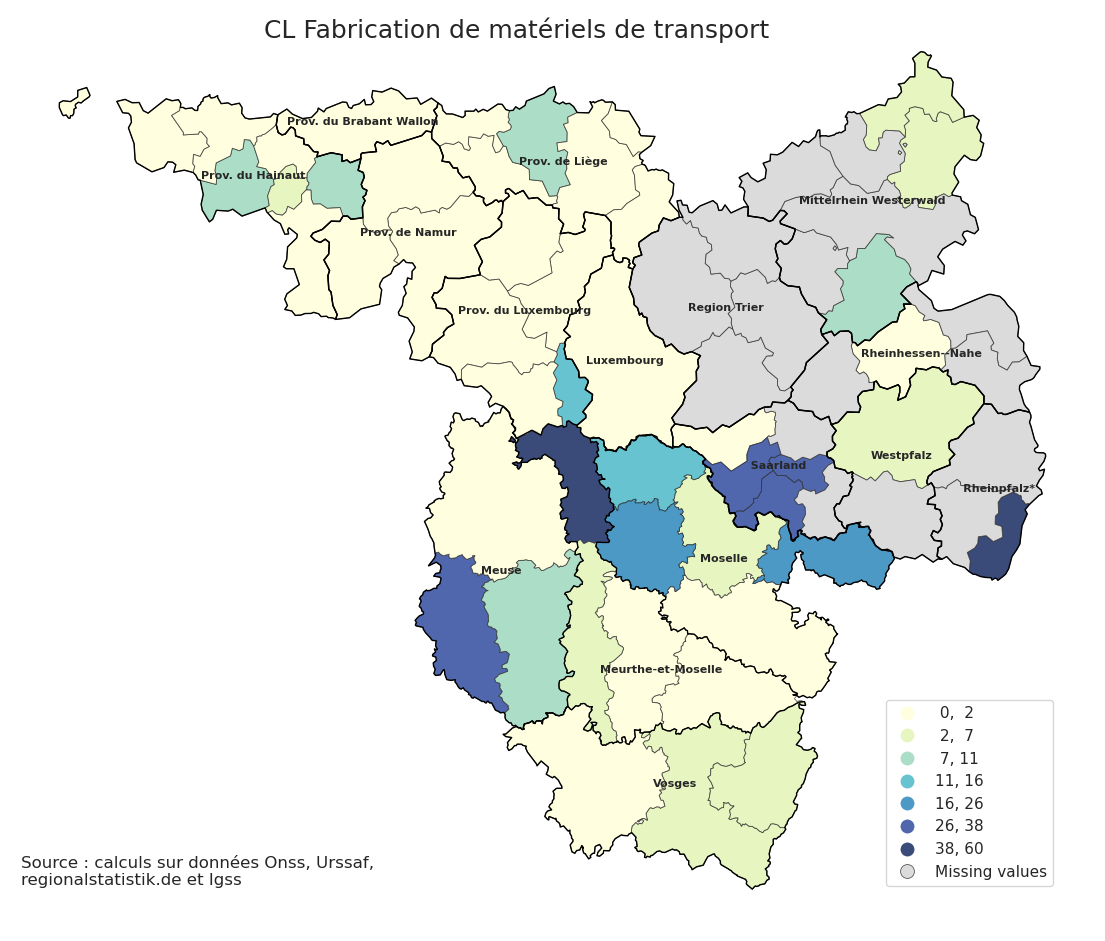 CL Fabrication de matériels de transport
Prov. du Brabant Wallon
Prov. de Liège
Prov. du Hainaut
Mittelrhein Westerwald
Prov. de Namur
Region Trier
Prov. du Luxembourg
Rheinhessen--Nahe
Luxembourg
Westpfalz
Saarland
Rheinpfalz*
Moselle
Meuse
Meurthe-et-Moselle
Vosges
0, 2
2, 7
7, 11
11, 16
16, 26
26, 38
38, 60
Missing values
Source : calculs sur données Onss, Urssaf,
regionalstatistik.de et Igss